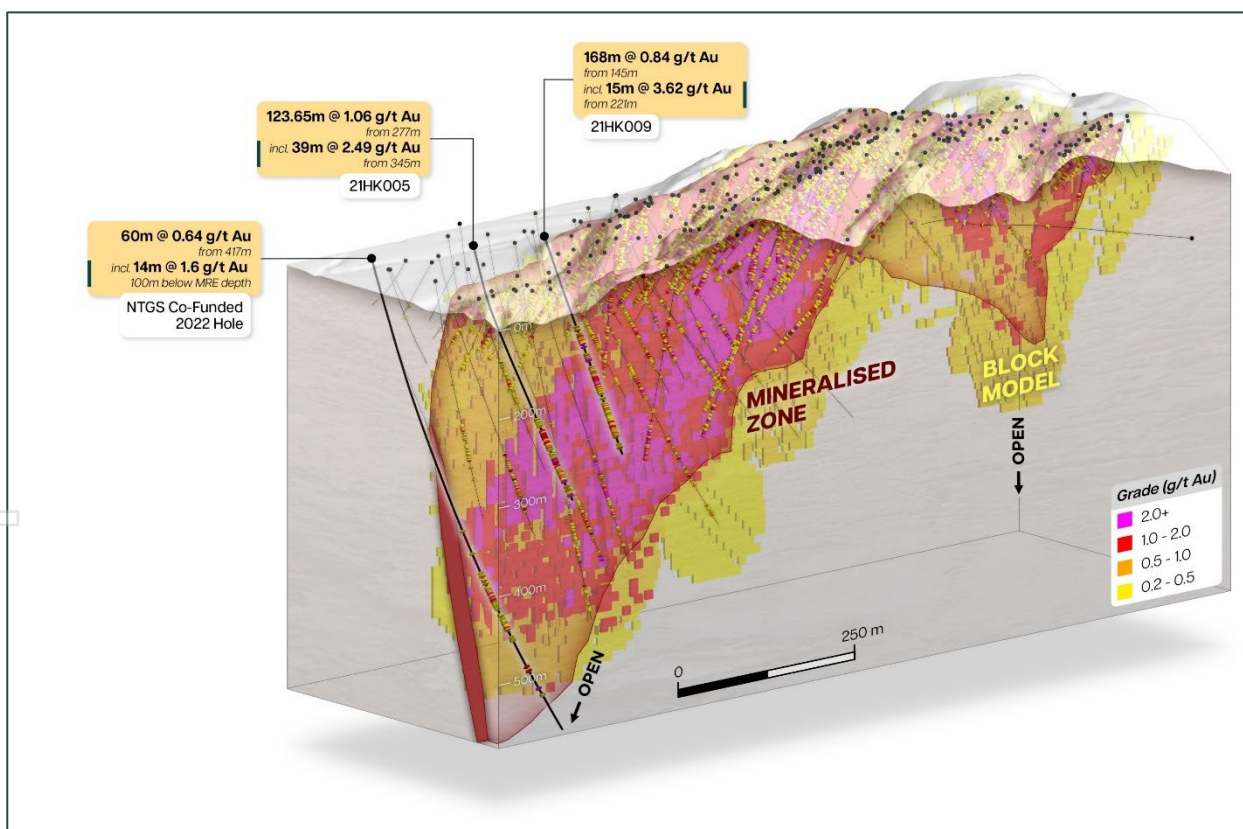 168m @ 0.84 g/t Au
from 145m
incl. 15m @ 3.62 g/t Au
from 221m
21HK009
123.65m @ 1.06 g/t Au
from 277m
incl. 39m @ 2.49 g/t Au
from 345m
21HK005
60m @ 0.64 g/t Au
from 417m
incl. 14m @ 1.6 g/t Au
100m below MRE depth
NTGS Co-Funded
2022 Hole
0m
200m
300m
400m
500m
MINERALISED
ZONE
BLOCK
MODEL
OPEN
OPEN
Grade (g/t Au)
2.0+
1.0 - 2.0
0.5 - 1.0
0.2 - 0.5
0
250 m